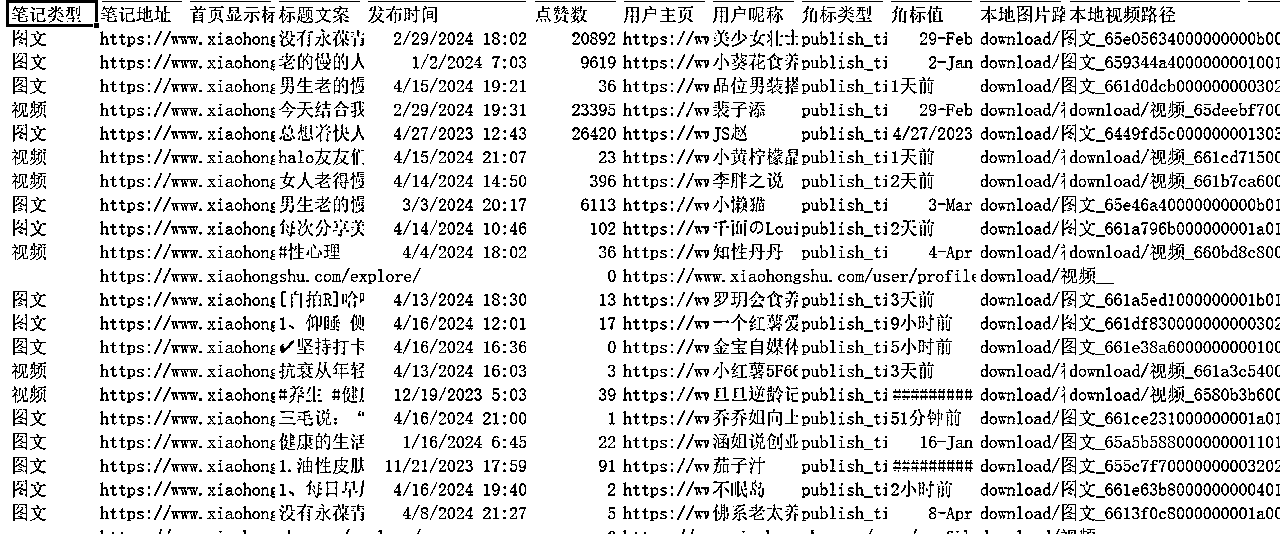 笔记类型 笔记地址 首页显示标 标题文案 发布时间 点赞数 用户主页 用户昵称 角标类型 角标值 本地图片路 本地视频路径
图文 https://www.xiaohong 没有永葆青 2/29/2024 18:02 20892 https://ww 美少女壮士 publish_ti 29-Feb download/图文_65e05634000000000b00
图文 https://www.xiaohong 老的慢的人 1/2/2024 7:03 9619 https://ww 小葵花食养 publish_ti 2-Jan download/图文_659344a4000000001001
图文 https://www.xiaohong 男生老的慢 4/15/2024 19:21 36 https://ww 品位男装搭 publish_ti 1天前 download/图文_661d0dcb00000000302
视频 https://www.xiaohong 今天结合我 2/29/2024 19:31 23395 https://ww 裴子添 publish_ti 29-Feb download/ download/视频_65deebf700
图文 https://www.xiaohong 总想着快人 4/27/2023 12:43 26420 https://ww JS赵 publish_ti 4/27/2023 download/图文_6449fd5c000000001303
视频 https://www.xiaohong halo友友们 4/15/2024 21:07 23 https://ww 小黄柠檬晶 publish_ti 1天前 download/ download/视频_661cd71500
视频 https://www.xiaohong 女人老得慢 4/14/2024 14:50 396 https://ww 李胖之说 publish_ti 2天前 download/ download/视频_661b7ca600
图文 https://www.xiaohong 男生老的慢 3/3/2024 20:17 6113 https://ww 小懒猫 publish_ti 3-Mar download/图文_65e46a40000000000b01
图文 https://www.xiaohong 每次分享美 4/14/2024 10:46 102 https://ww 千面のLoui publish_ti 2天前 download/图文_661a796b000000001a01
视频 https://www.xiaohong #性心理 4/4/2024 18:02 36 https://ww 知性丹丹 publish_ti 4-Apr download/ download/视频_660bd8c800
https://www.xiaohongshu.com/explore/ 0 https://www.xiaohongshu.com/user/profile download/视频__
图文 https://www.xiaohong [自拍R]哈 4/13/2024 18:30 13 https://ww 罗玥会食养 publish_ti 3天前 download/图文_661a5ed1000000001b01
图文 https://www.xiaohong 1、仰睡 侧 4/16/2024 12:01 17 https://ww 一个红薯爱 publish_ti 9小时前 download/图文_661df83000000000302
图文 https://www.xiaohong ✔坚持打卡 4/16/2024 16:36 0 https://ww 金宝自媒体 publish_ti 5小时前 download/图文_661e38a60000000000100
视频 https://www.xiaohong 抗衰从年轻 4/13/2024 16:03 3 https://ww 小红薯5F66 publish_ti 3天前 download/ download/视频_661a3c5400
视频 https://www.xiaohong #养生 #健康 12/19/2023 5:03 39 https://ww 旦旦逆龄记 publish_ti ######### download/ download/视频_6580b3b600
图文 https://www.xiaohong 三毛说：“ 4/16/2024 21:00 1 https://ww 乔乔如向上 publish_ti 51分钟前 download/图文_661ce231000000001a01
图文 https://www.xiaohong 健康的生活 1/16/2024 6:45 22 https://ww 涵如说创业 publish_ti 16-Jan download/图文_65a5b588000000001101
图文 https://www.xiaohong 1.油性皮肤 11/21/2023 17:59 91 https://ww 茄子汁 publish_ti ######### download/图文_655c7f70000000003202
图文 https://www.xiaohong 1、每日早 4/16/2024 19:40 2 https://ww 不眠岛 publish_ti 2小时前 download/图文_661e63b8000000000401
图文 https://www.xiaohong 没有永葆青 4/8/2024 21:27 5 https://ww 佛系老太养 publish_ti 8-Apr download/图文_6613f0c8000000001a00